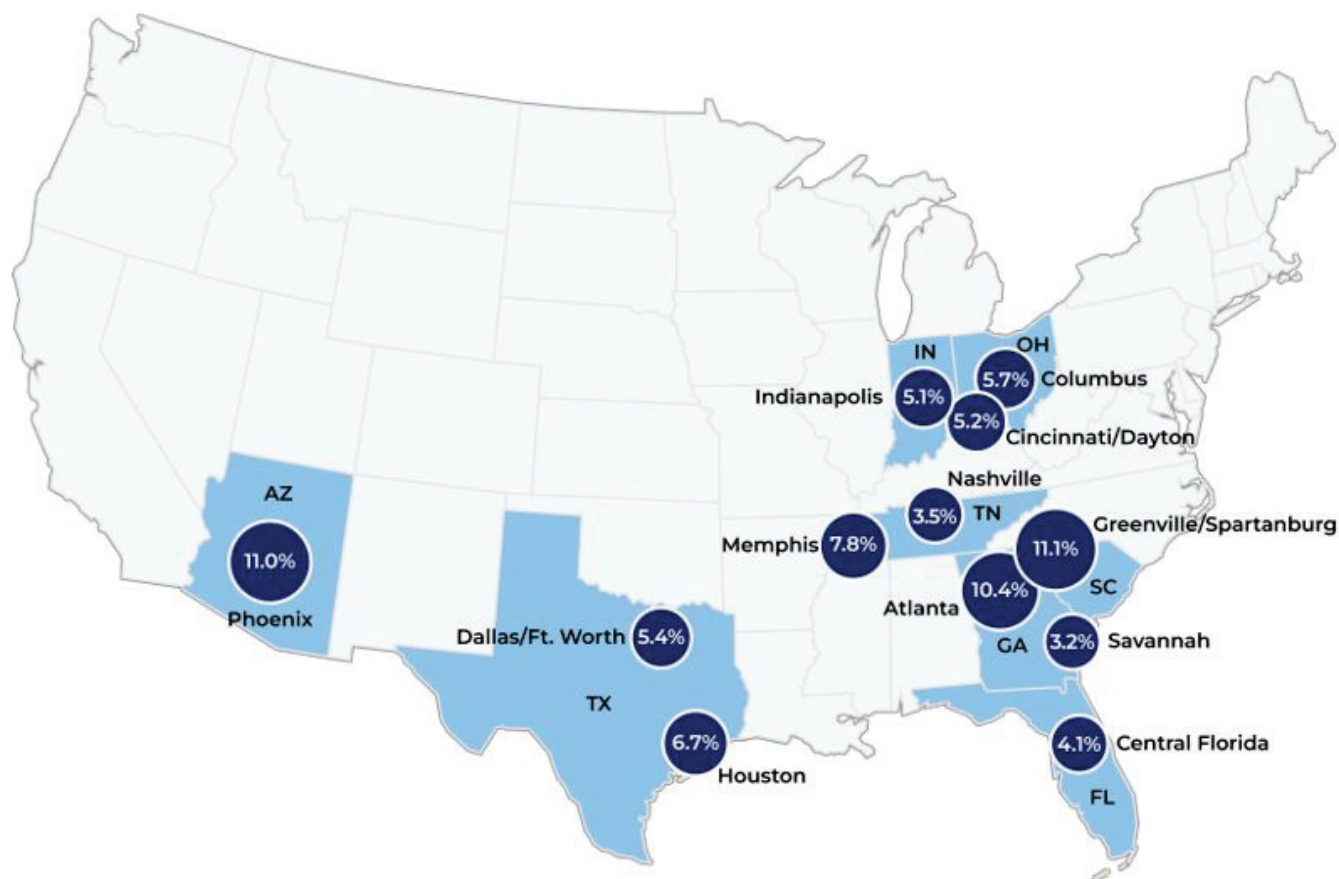 IN
OH
5.7%
Columbus
Indianapolis
5.1%
5.2%
Cincinnati/Dayton
Nashville
AZ
3.5%
TN
Greenville/Spartanburg
Memphis
7.8%
11.1%
11.0%
10.4%
SC
Atlanta
Phoenix
Dallas/Ft. Worth
5.4%
GA
3.2%
Savannah
TX
6.7%
4.1%
Central Florida
Houston
FL